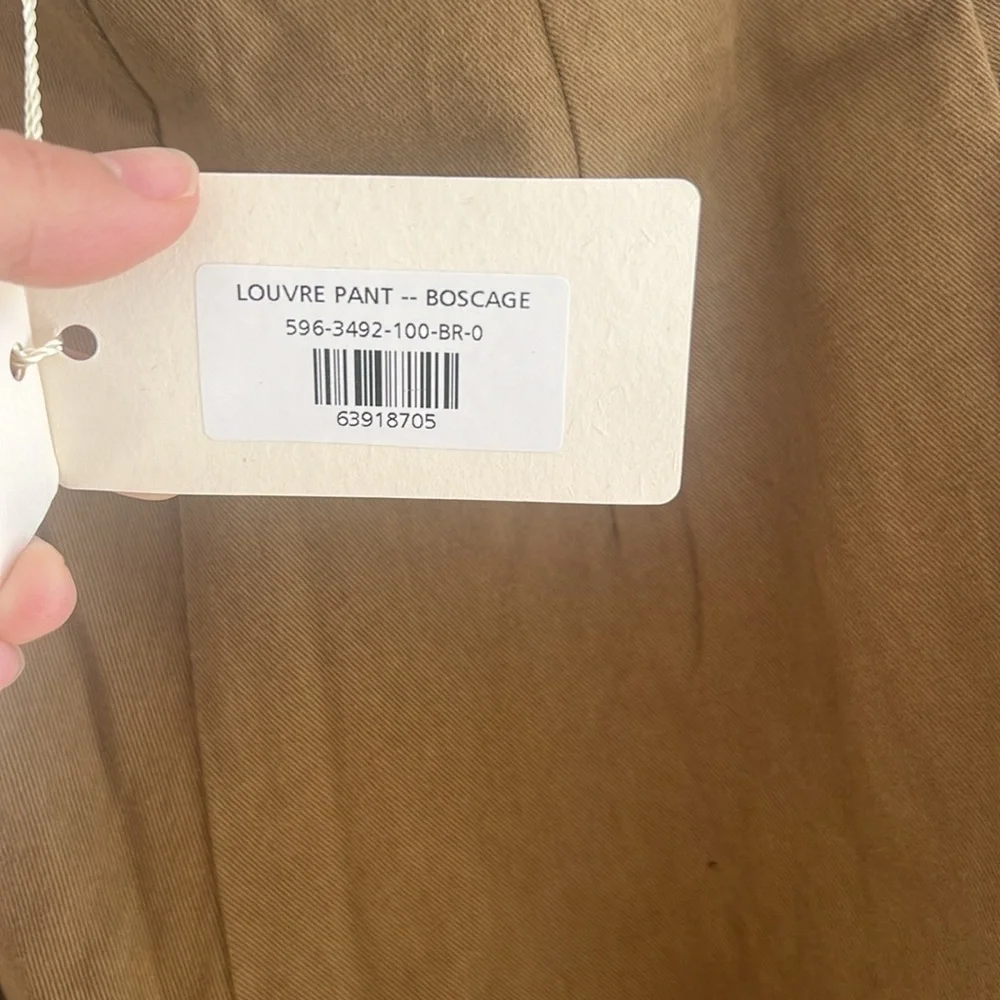 LOUVRE PANT -- BOSCAGE
596-3492-100-BR-0
63918705